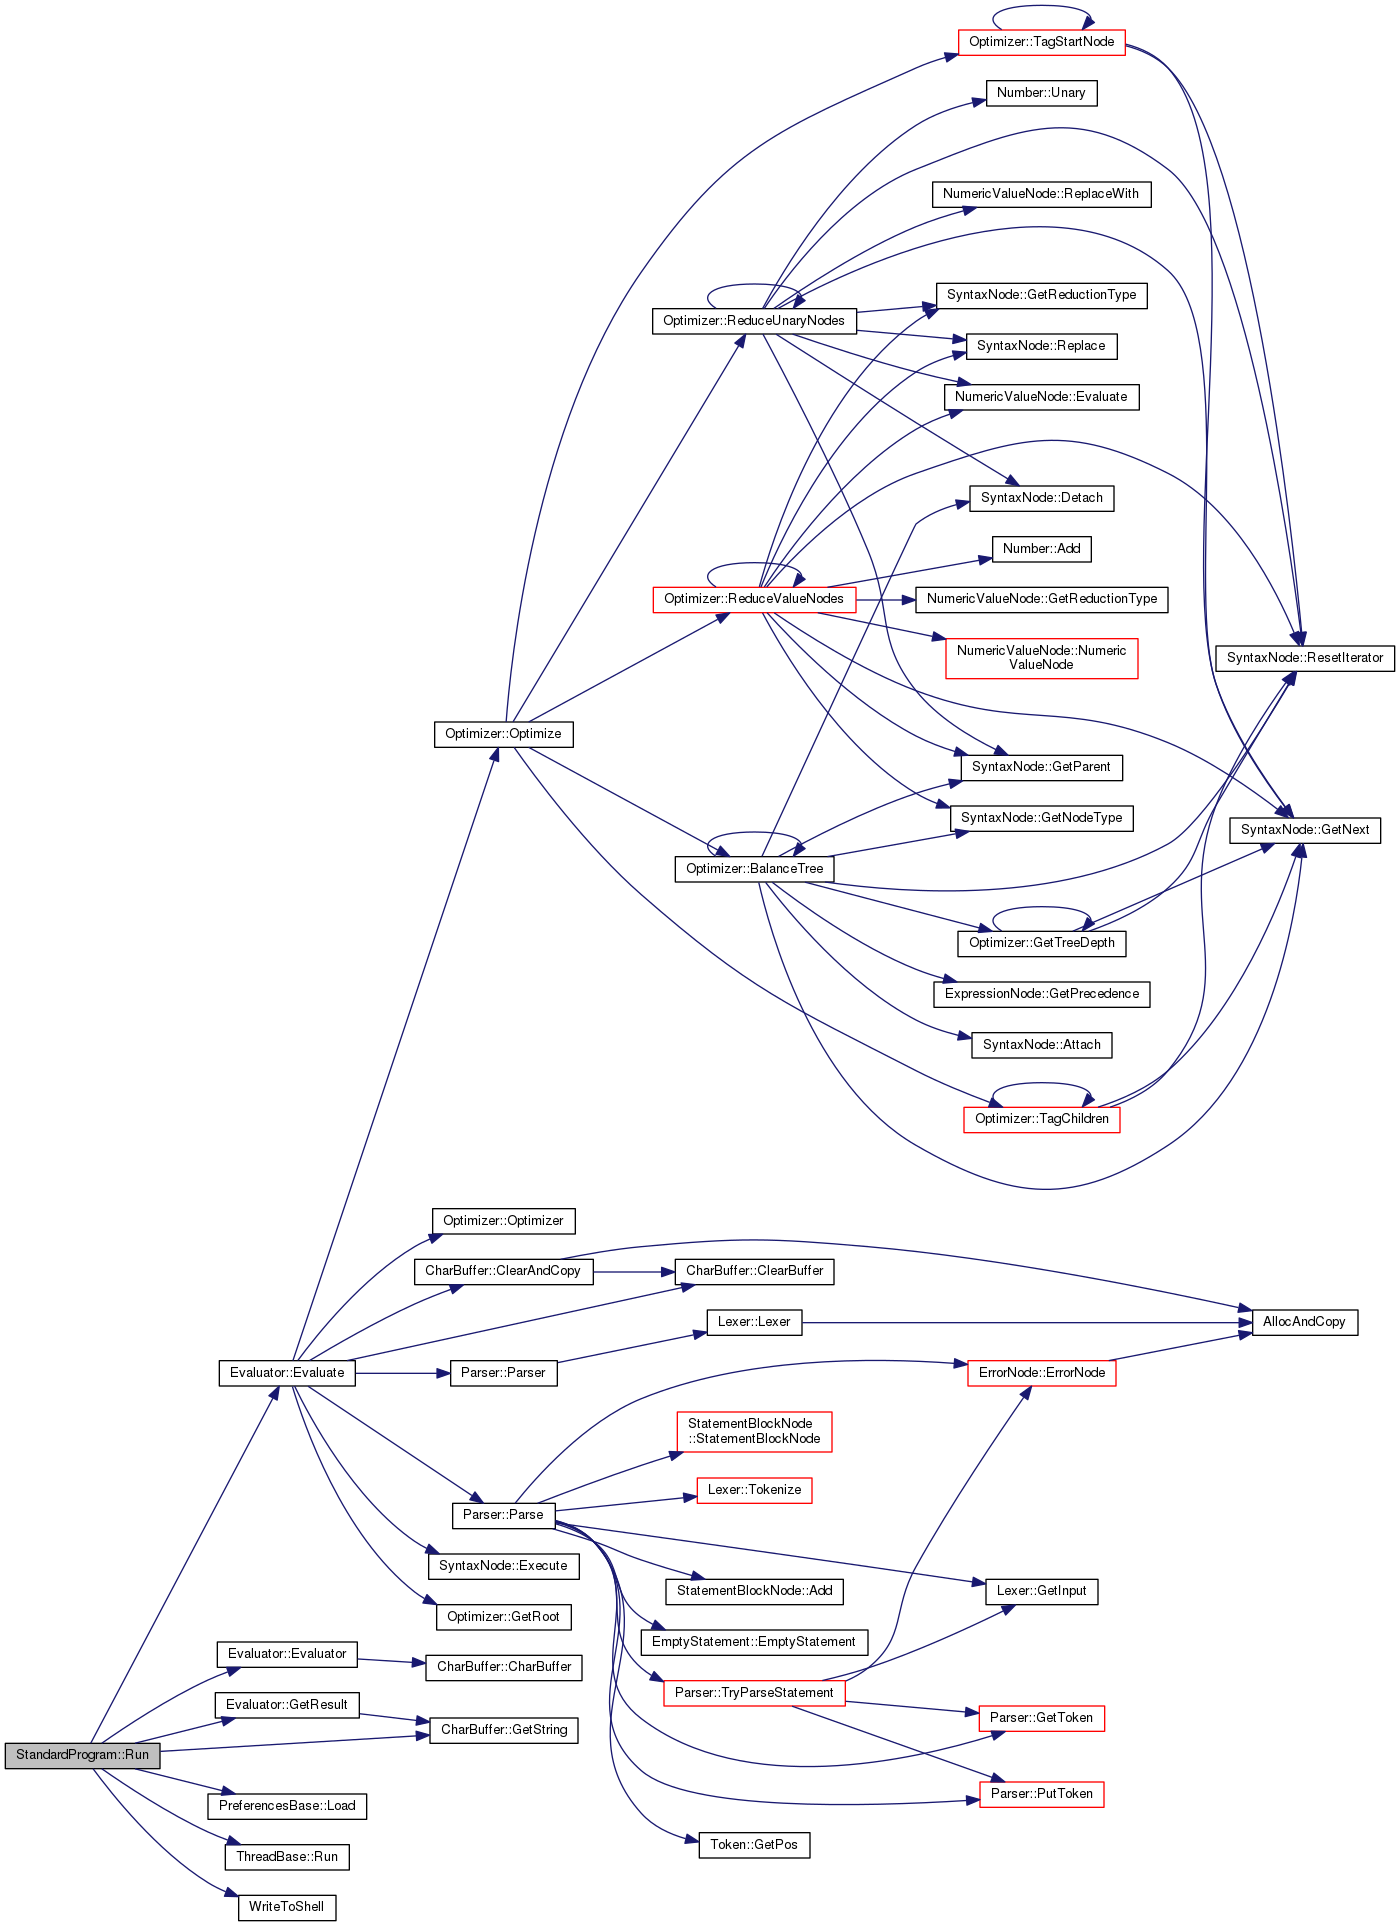 Optimizer::TagStartNode
Number::Unary
NumericValueNode::ReplaceWith
SyntaxNode::GetReductionType
Optimizer::ReduceUnaryNodes
SyntaxNode::Replace
NumericValueNode::Evaluate
SyntaxNode::Detach
Number::Add
Optimizer::ReduceValueNodes
NumericValueNode::GetReductionType
NumericValueNode::Numeric
ValueNode
SyntaxNode::ResetIterator
Optimizer::Optimize
SyntaxNode::GetParent
SyntaxNode::GetNodeType
SyntaxNode::GetNext
Optimizer::BalanceTree
Optimizer::GetTreeDepth
ExpressionNode::GetPrecedence
SyntaxNode::Attach
Optimizer::TagChildren
Optimizer::Optimizer
CharBuffer::ClearAndCopy
CharBuffer::ClearBuffer
Lexer::Lexer
AllocAndCopy
Evaluator::Evaluate
Parser::Parser
ErrorNode::ErrorNode
StatementBlockNode
::StatementBlockNode
Lexer::Tokenize
Parser::Parse
SyntaxNode::Execute
StatementBlockNode::Add
Lexer::GetInput
Optimizer::GetRoot
EmptyStatement::EmptyStatement
Evaluator::Evaluator
CharBuffer::CharBuffer
Parser::TryParseStatement
Evaluator::GetResult
Parser::GetToken
CharBuffer::GetString
StandardProgram::Run
Parser::PutToken
PreferencesBase::Load
Token::GetPos
ThreadBase::Run
WriteToShell